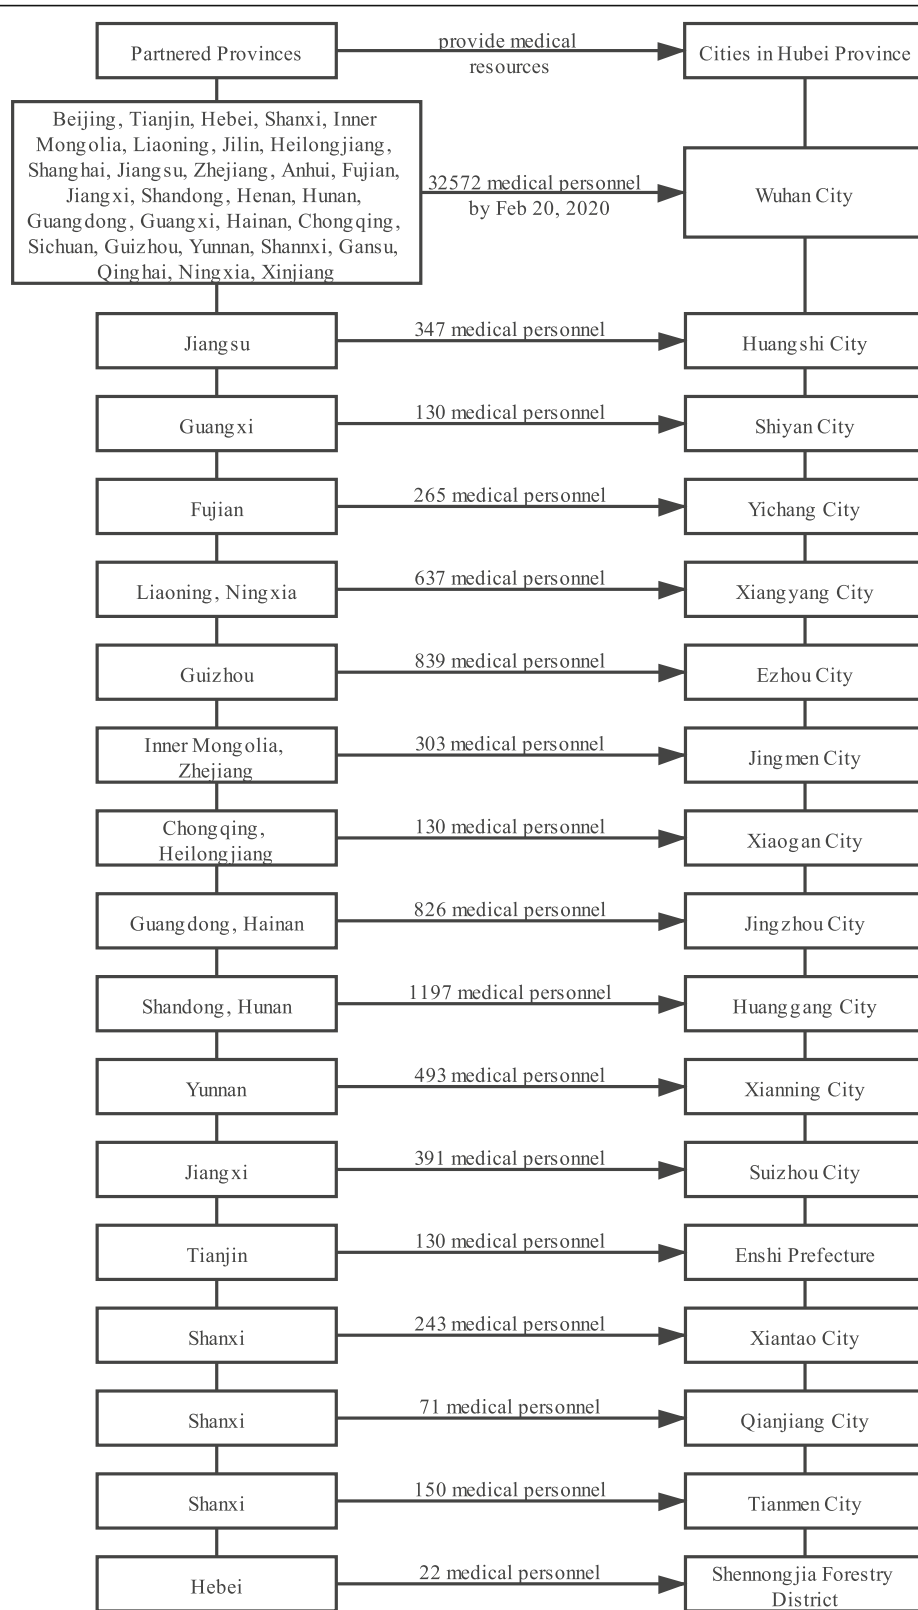 Partnered Provinces
provide medical
resources
Cities in Hubei Province
Beijing, Tianjin, Hebei, Shanxi, Inner
Mongolia, Liaoning, Jilin, Heilongjiang,
Shanghai, Jiangsu, Zhejiang, Anhui, Fujian,
Jiangxi, Shandong, Henan, Hunan,
Guangdong, Guangxi, Hainan, Chongqing,
Sichuan, Guizhou, Yunnan, Shannxi, Gansu,
Qinghai, Ningxia, Xinjiang
32572 medical personnel
by Feb 20, 2020
Wuhan City
Jiangsu
347 medical personnel
Huangshi City
Guangxi
130 medical personnel
Shiyan City
Fujian
265 medical personnel
Yichang City
Liaoning, Ningxia
637 medical personnel
Xiangyang City
Guizhou
839 medical personnel
Ezhou City
Inner Mongolia,
Zhejiang
303 medical personnel
Jingmen City
Chongqing,
Heilongjiang
130 medical personnel
Xiaogan City
Guangdong, Hainan
826 medical personnel
Jingzhou City
Shandong, Hunan
1197 medical personnel
Huanggang City
Yunnan
493 medical personnel
Xianning City
Jiangxi
391 medical personnel
Suizhou City
Tianjin
130 medical personnel
Enshi Prefecture
Shanxi
243 medical personnel
Xiantao City
Shanxi
71 medical personnel
Qianjiang City
Shanxi
150 medical personnel
Tianmen City
Hebei
22 medical personnel
Shennongjia Forestry
District